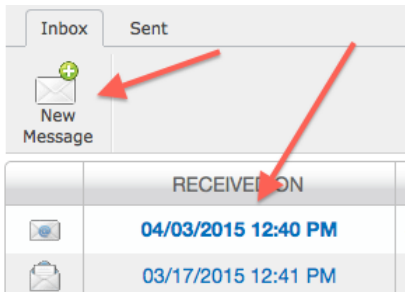 Inbox Sent
New
Message
RECEIVED ON
04/03/2015 12:40 PM
03/17/2015 12:41 PM